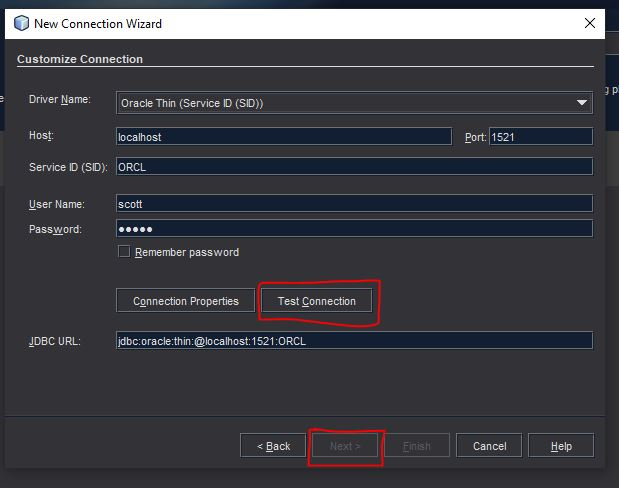 New Connection Wizard
Customize Connection
Driver Name: Oracle Thin (Service ID (SID))
Host: localhost Port: 1521
Service ID (SID): ORCL
User Name: scott
Password: ●●●●●
Remember password
Connection Properties Test Connection
JDBC URL: jdbc:oracle:thin:@localhost:1521:ORCL
< Back Next > Finish Cancel Help